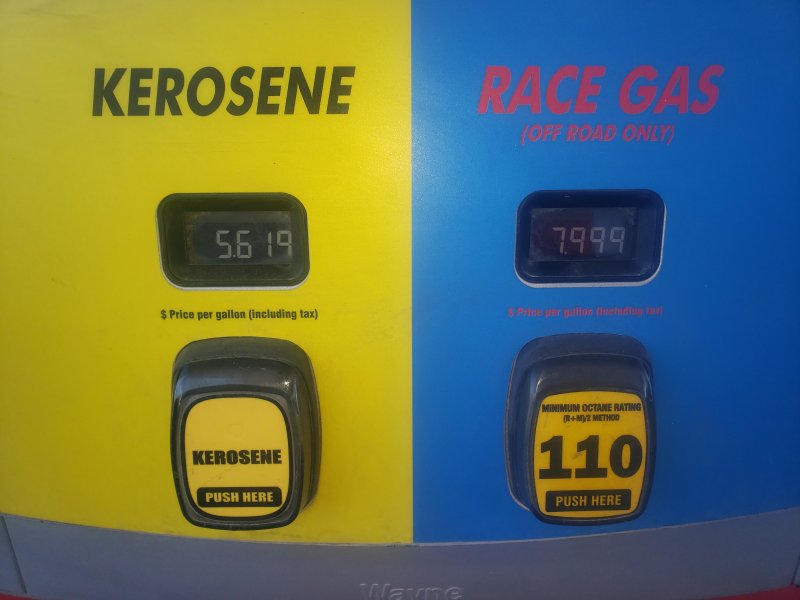 KEROSENE
5.619
$ Price per gallon (including tax)
KEROSENE
PUSH HERE
RACE GAS
(OFF ROAD ONLY)
7.999
$ Price per gallon (including tax)
MINIMUM OCTANE RATING
(R+M)/2 METHOD
110
PUSH HERE
Wayne